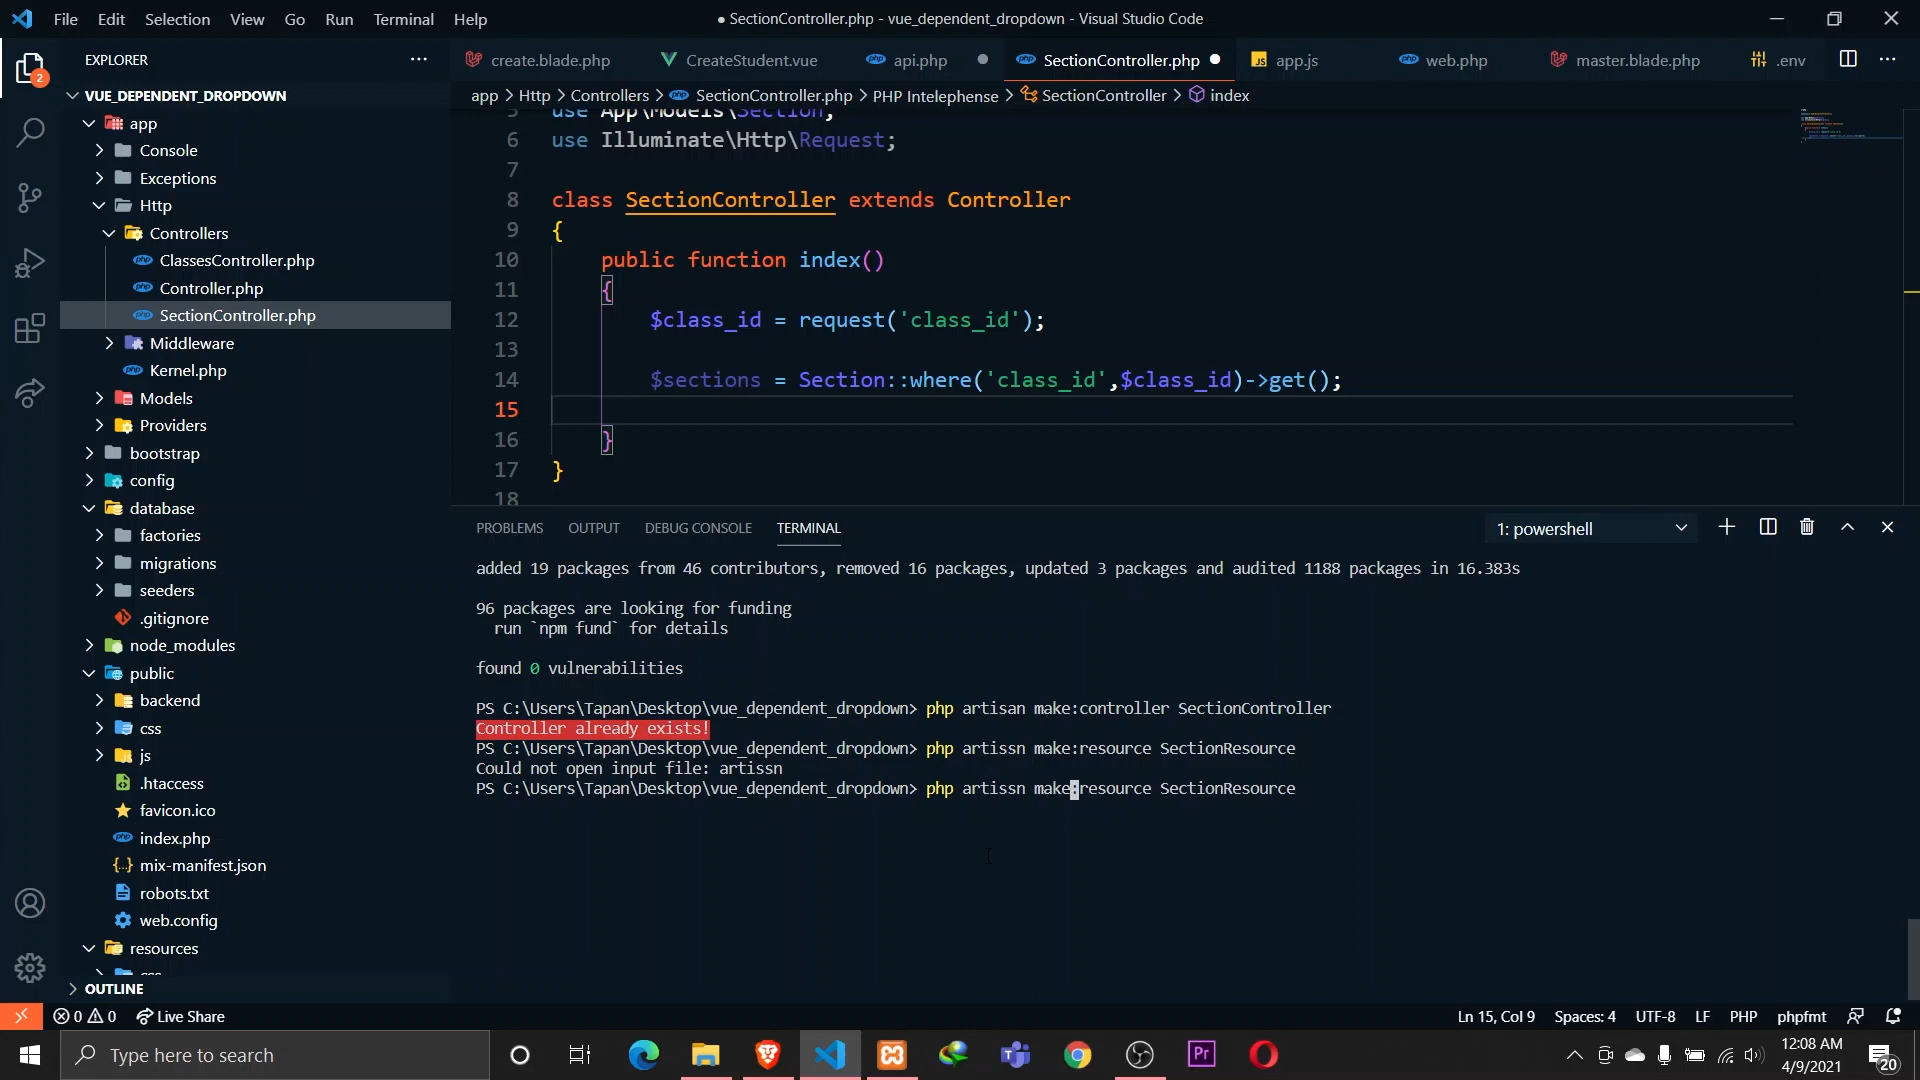 File Edit Selection View Go Run Terminal Help
● SectionController.php - vue_dependent_dropdown - Visual Studio Code
EXPLORER
create.blade.php
CreateStudent.vue
api.php
SectionController.php
JS app.js
web.php
master.blade.php
.env
2
VUE_DEPENDENT_DROPDOWN
app > Http > Controllers > SectionController.php > PHP Intelephense > SectionController > index
app
Console
Exceptions
Http
Controllers
ClassesController.php
Controller.php
SectionController.php
Middleware
Kernel.php
Models
Providers
bootstrap
config
database
factories
migrations
seeders
.gitignore
node_modules
public
backend
css
js
.htaccess
favicon.ico
index.php
mix-manifest.json
robots.txt
web.config
resources
css
OUTLINE
5 use App\Models\Section;
6 use Illuminate\Http\Request;
7
8 class SectionController extends Controller
9 {
10 public function index()
11 {
12 $class_id = request('class_id');
13
14 $sections = Section::where('class_id',$class_id)->get();
15
16 }
17 }
18
PROBLEMS OUTPUT DEBUG CONSOLE TERMINAL
1: powershell
added 19 packages from 46 contributors, removed 16 packages, updated 3 packages and audited 1188 packages in 16.383s
96 packages are looking for funding
run `npm fund` for details
found 0 vulnerabilities
PS C:\Users\Tapan\Desktop\vue_dependent_dropdown> php artisan make:controller SectionController
Controller already exists!
PS C:\Users\Tapan\Desktop\vue_dependent_dropdown> php artissn make:resource SectionResource
Could not open input file: artissn
PS C:\Users\Tapan\Desktop\vue_dependent_dropdown> php artissn make:resource SectionResource
0 0 Live Share
Ln 15, Col 9 Spaces: 4 UTF-8 LF PHP phpfmt
Type here to search
Pr
12:08 AM
4/9/2021
20